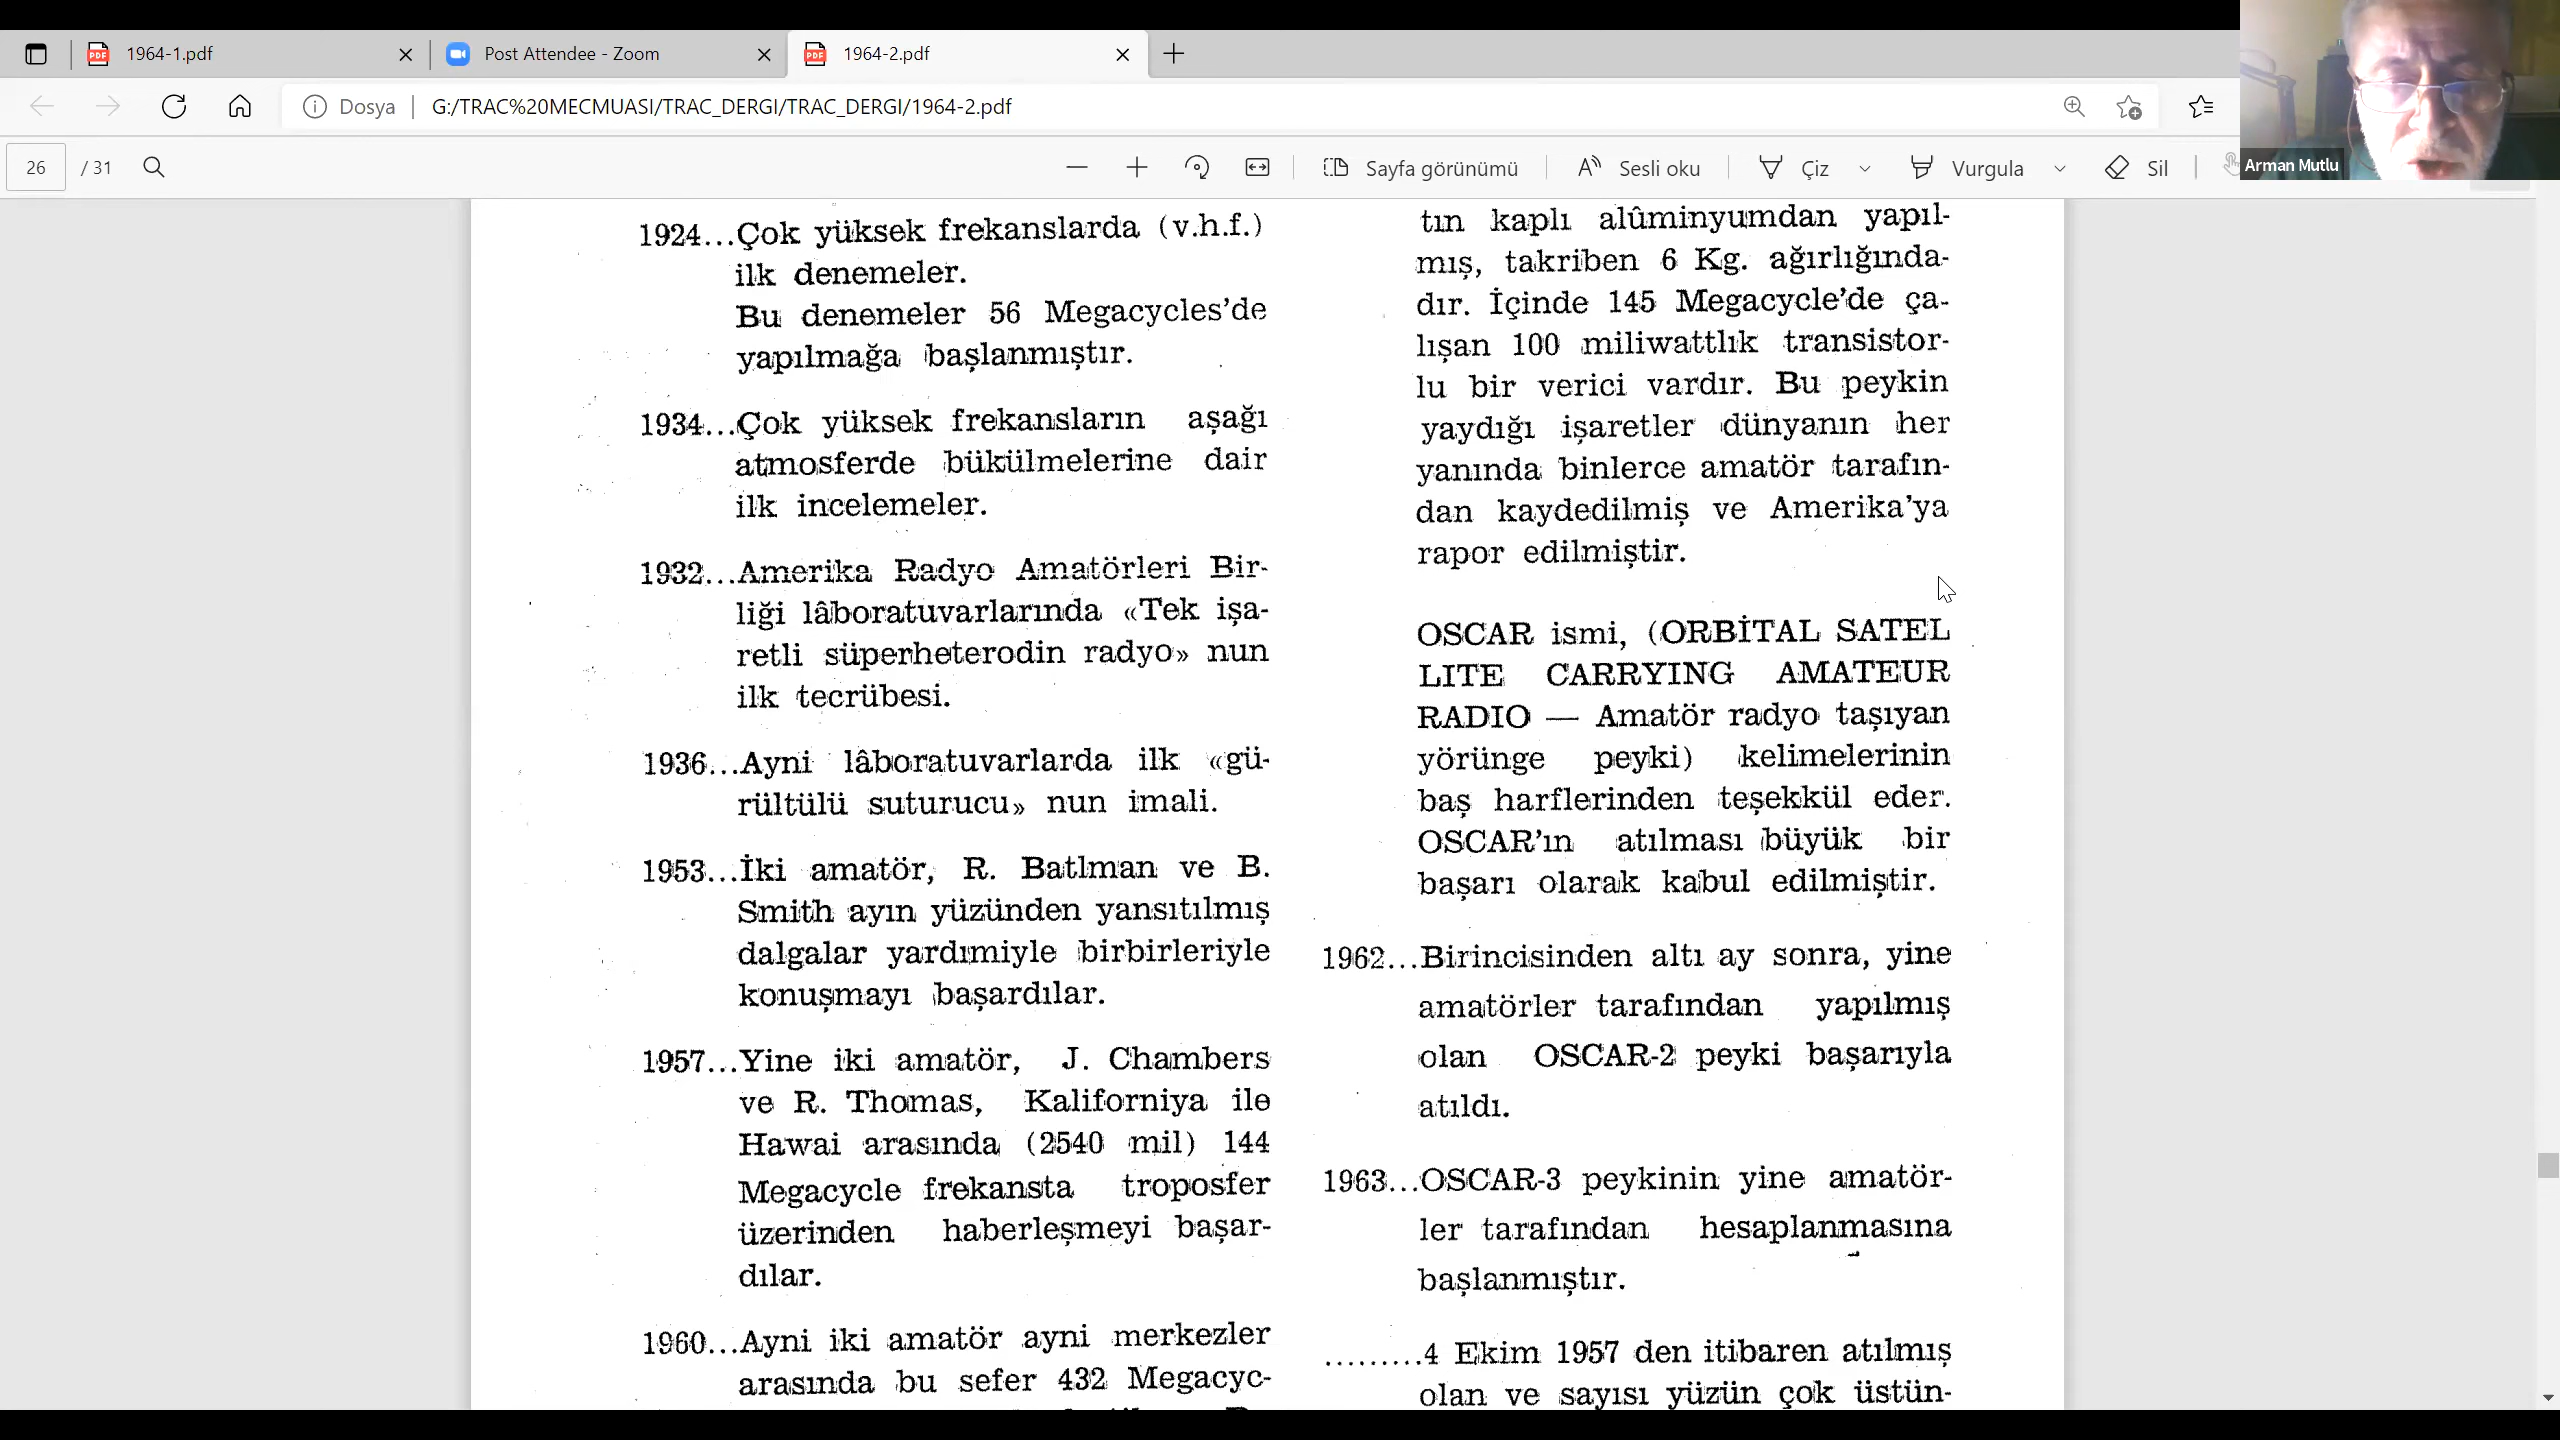 1964-1.pdf
Post Attendee - Zoom
1964-2.pdf
Dosya
G:/TRAC%20MECMUASI/TRAC_DERGI/TRAC_DERGI/1964-2.pdf
26
/ 31
Sayfa görünümü
Sesli oku
Çiz
Vurgula
Sil
Arman Mutlu
1924...Çok yüksek frekanslarda (v.h.f.)
ilk denemeler.
Bu denemeler 56 Megacycles'de
yapılmağa başlanmıştır.
1934...Çok yüksek frekansların aşağı
atmosferde bükülmelerine dair
ilk incelemeler.
1932...Amerika Radyo Amatörleri Bir-
liği lâboratuvarlarında «Tek işa-
retli süperheterodin radyo» nun
ilk tecrübesi.
1936...Ayni lâboratuvarlarda ilk «gü-
rültülü suturucu» nun imali.
1953...İki amatör, R. Batlman ve B.
Smith ayın yüzünden yansıtılmış
dalgalar yardımiyle birbirleriyle
konuşmayı başardılar.
1957...Yine iki amatör, J. Chambers
ve R. Thomas, Kaliforniya ile
Hawai arasında (2540 mil) 144
Megacycle frekansta troposfer
üzerinden haberleşmeyi başar-
dılar.
1960...Ayni iki amatör ayni merkezler
arasında bu sefer 432 Megacyc-
tın kaplı alûminyumdan yapıl-
mış, takriben 6 Kg. ağırlığında-
dır. İçinde 145 Megacycle'de ça-
lışan 100 miliwattlık transistor-
lu bir verici vardır. Bu peykin
yaydığı işaretler dünyanın her
yanında binlerce amatör tarafın-
dan kaydedilmiş ve Amerika'ya
rapor edilmiştir.
OSCAR ismi, (ORBİTAL SATEL
LITE CARRYING AMATEUR
RADIO — Amatör radyo taşıyan
yörünge peyki) kelimelerinin
baş harflerinden teşekkül eder.
OSCAR'ın atılması büyük bir
başarı olarak kabul edilmiştir.
1962...Birincisinden altı ay sonra, yine
amatörler tarafından yapılmış
olan OSCAR-2 peyki başarıyla
atıldı.
1963...OSCAR-3 peykinin yine amatör-
ler tarafından hesaplanmasına
başlanmıştır.
.........4 Ekim 1957 den itibaren atılmış
olan ve sayısı yüzün çok üstün-